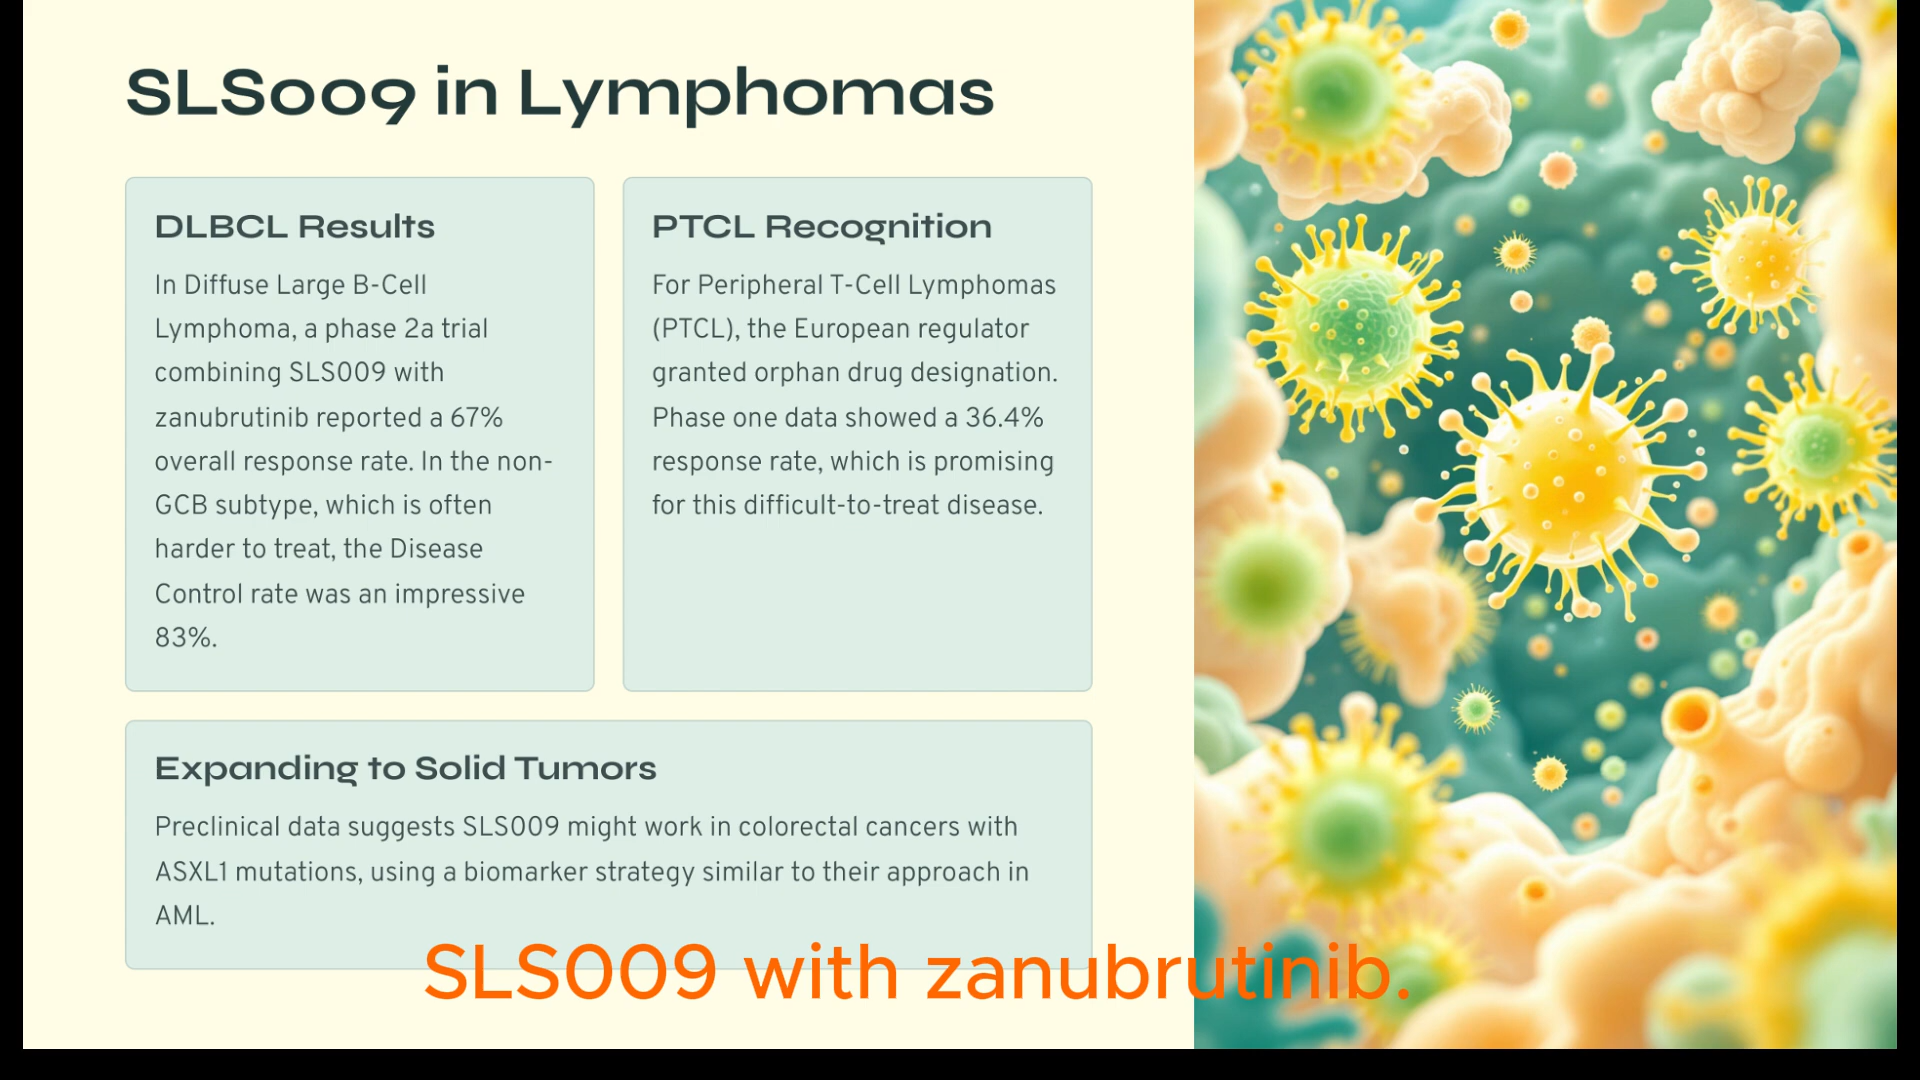 SLS009 in Lymphomas
DLBCL Results
In Diffuse Large B-Cell
Lymphoma, a phase 2a trial
combining SLS009 with
zanubrutinib reported a 67%
overall response rate. In the non-
GCB subtype, which is often
harder to treat, the Disease
Control rate was an impressive
83%.
PTCL Recognition
For Peripheral T-Cell Lymphomas
(PTCL), the European regulator
granted orphan drug designation.
Phase one data showed a 36.4%
response rate, which is promising
for this difficult-to-treat disease.
Expanding to Solid Tumors
Preclinical data suggests SLS009 might work in colorectal cancers with
ASXL1 mutations, using a biomarker strategy similar to their approach in
AML.
SLS009 with zanubrutinib.